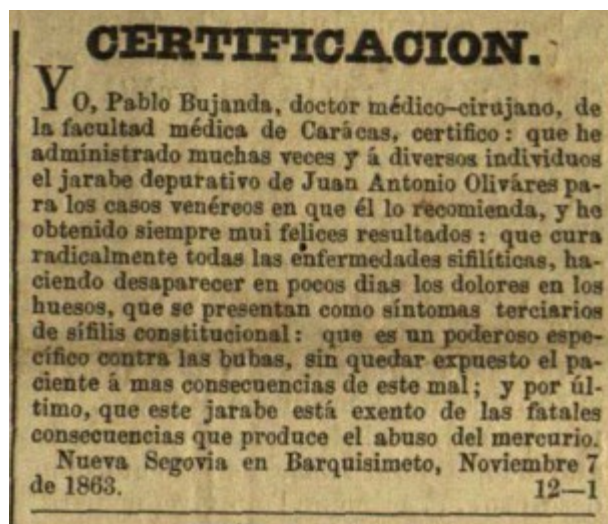 CERTIFICACION.
YO, Pablo Bujanda, doctor médico-cirujano, de
la facultad médica de Carácas, certifico: que he
administrado muchas veces y á diversos individuos
el jarabe depurativo de Juan Antonio Oliváres pa-
ra los casos venéreos en que él lo recomienda, y he
obtenido siempre mui felices resultados: que cura
radicalmente todas las enfermedades sifilíticas, ha-
ciendo desaparecer en pocos dias los dolores en los
huesos, que se presentan como síntomas terciarios
de sífilis constitucional: que es un poderoso espe-
cífico contra las bubas, sin quedar expuesto el pa-
ciente á mas consecuencias de este mal; y por úl-
timo, que este jarabe está exento de las fatales
consecuencias que produce el abuso del mercurio.
Nueva Segovia en Barquisimeto, Noviembre 7
de 1863. 12—1